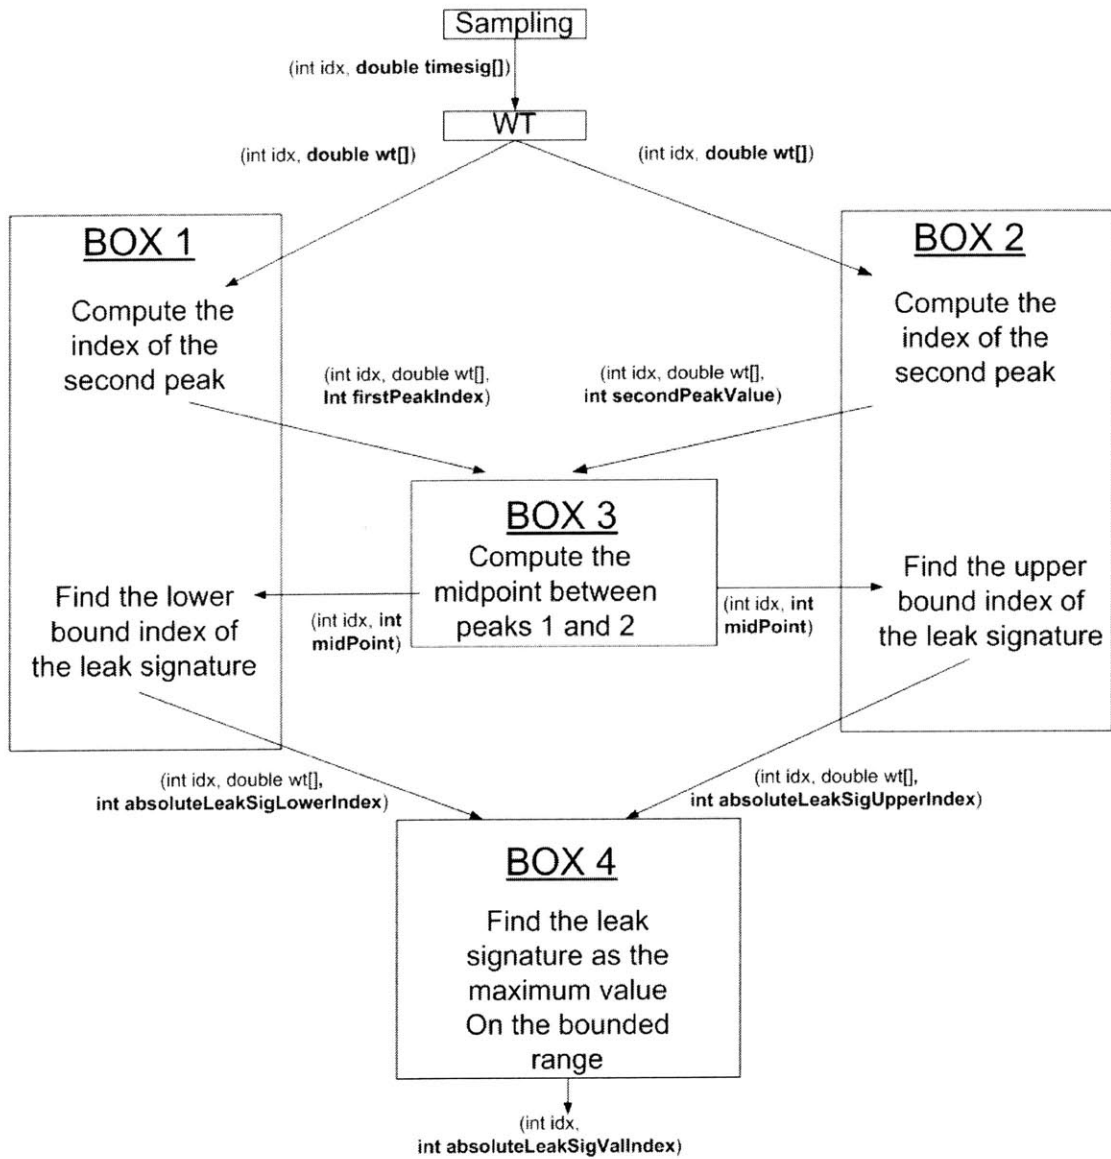 Sampling
(int idx, double timesig[])
WT
(int idx, double wt[])
(int idx, double wt[])
BOX 1
Compute the
index of the
second peak
BOX 2
Compute the
index of the
second peak
(int idx, double wt[],
Int firstPeakIndex)
(int idx, double wt[],
int secondPeakValue)
BOX 3
Compute the
midpoint between
peaks 1 and 2
Find the lower
bound index of
the leak signature
(int idx, int
midPoint)
(int idx, int
midPoint)
Find the upper
bound index of
the leak signature
(int idx, double wt[],
int absoluteLeakSigLowerIndex)
(int idx, double wt[],
int absoluteLeakSigUpperIndex)
BOX 4
Find the leak
signature as the
maximum value
On the bounded
range
(int idx,
int absoluteLeakSigValIndex)